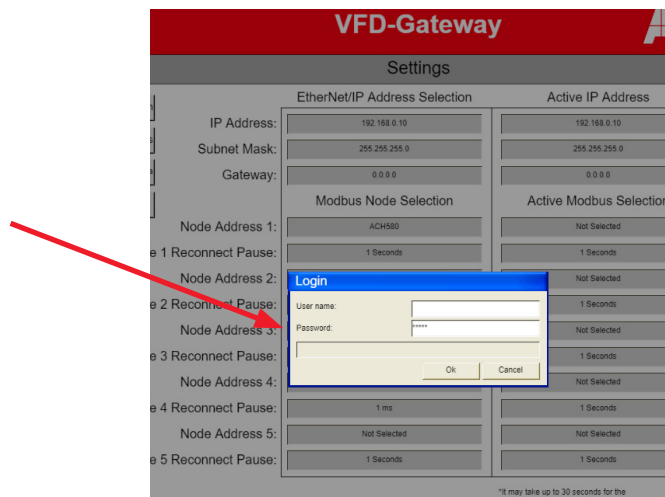 VFD-Gateway
Settings
EtherNet/IP Address Selection Active IP Address
IP Address: 192.168.0.10 192.168.0.10
Subnet Mask: 255.255.255.0 255.255.255.0
Gateway: 0.0.0.0 0.0.0.0
Modbus Node Selection Active Modbus Selection
Node Address 1: ACH580 Not Selected
e 1 Reconnect Pause: 1 Seconds 1 Seconds
Node Address 2: Not Selected
e 2 Reconnect Pause: 1 Seconds
Node Address 3: Not Selected
e 3 Reconnect Pause: 1 Seconds
Node Address 4: Not Selected
e 4 Reconnect Pause: 1 ms 1 Seconds
Node Address 5: Not Selected Not Selected
e 5 Reconnect Pause: 1 Seconds 1 Seconds
Login
User name:
Password: *****
Ok Cancel
*It may take up to 30 seconds for the